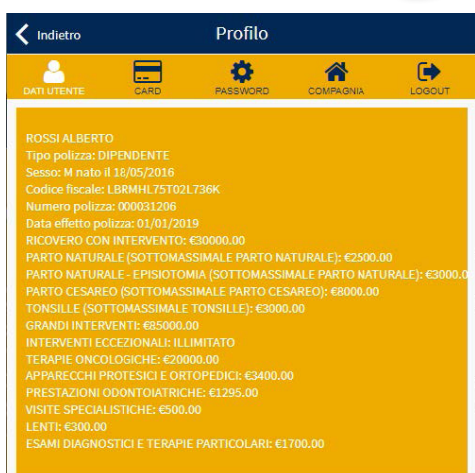 Indietro
Profilo
DATI UTENTE
CARD
PASSWORD
COMPAGNIA
LOGOUT
ROSSI ALBERTO
Tipo polizza: DIPENDENTE
Sesso: M nato il 18/05/2016
Codice fiscale: LBRMHL75T02L736K
Numero polizza: 000031206
Data effetto polizza: 01/01/2019
RICOVERO CON INTERVENTO: €30000.00
PARTO NATURALE (SOTTOMASSIMALE PARTO NATURALE): €2500.00
PARTO NATURALE - EPISIOTOMIA (SOTTOMASSIMALE PARTO NATURALE): €3000.0
PARTO CESAREO (SOTTOMASSIMALE PARTO CESAREO): €8000.00
TONSILLE (SOTTOMASSIMALE TONSILLE): €3000.00
GRANDI INTERVENTI: €85000.00
INTERVENTI ECCEZIONALI: ILLIMITATO
TERAPIE ONCOLOGICHE: €20000.00
APPARECCHI PROTESICI E ORTOPEDICI: €3400.00
PRESTAZIONI ODONTOIATRICHE: €1295.00
VISITE SPECIALISTICHE: €500.00
LENTI: €300.00
ESAMI DIAGNOSTICI E TERAPIE PARTICOLARI: €1700.00